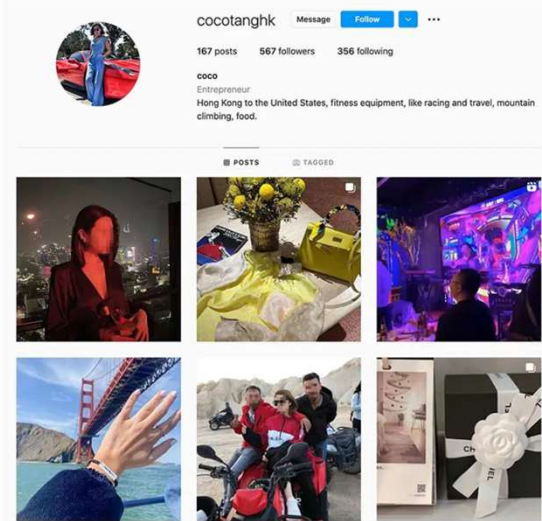 cocotanghk Message Follow
167 posts 567 followers 356 following
coco
Entrepreneur
Hong Kong to the United States, fitness equipment, like racing and travel, mountain
climbing, food.
POSTS TAGGED